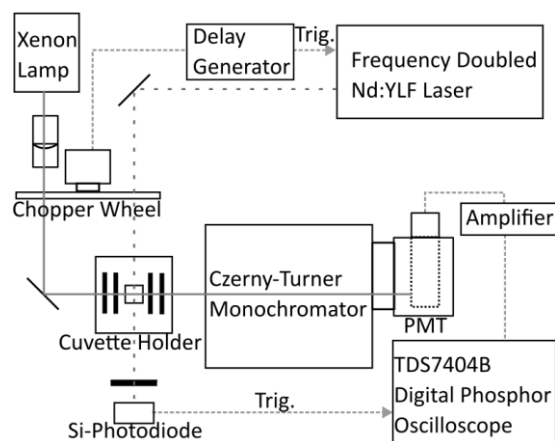 Xenon
Lamp
Delay
Generator
Trig.
Frequency Doubled
Nd:YLF Laser
Chopper Wheel
Amplifier
Czerny-Turner
Monochromator
PMT
Cuvette Holder
TDS7404B
Digital Phosphor
Oscilloscope
Trig.
Si-Photodiode